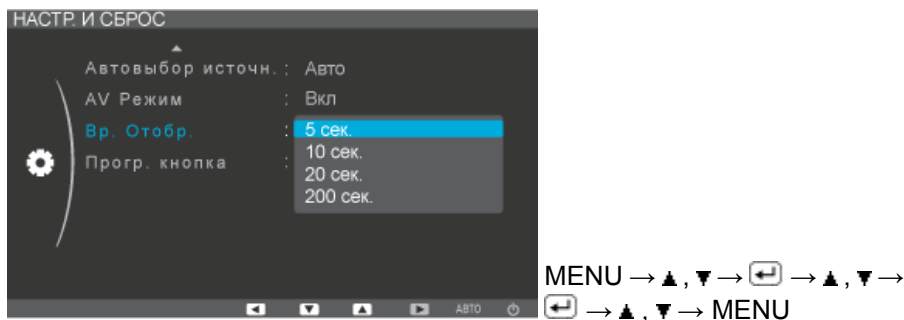 НАСТР. И СБРОС
Автовыбор источн. : Авто
AV Режим : Вкл
Вр. Отобр. : 5 сек.
10 сек.
Прогр. кнопка :
20 сек.
200 сек.
АВТО
MENU → ▲ , ▼ → ↵ → ▲ , ▼ →
↵ → ▲ , ▼ → MENU